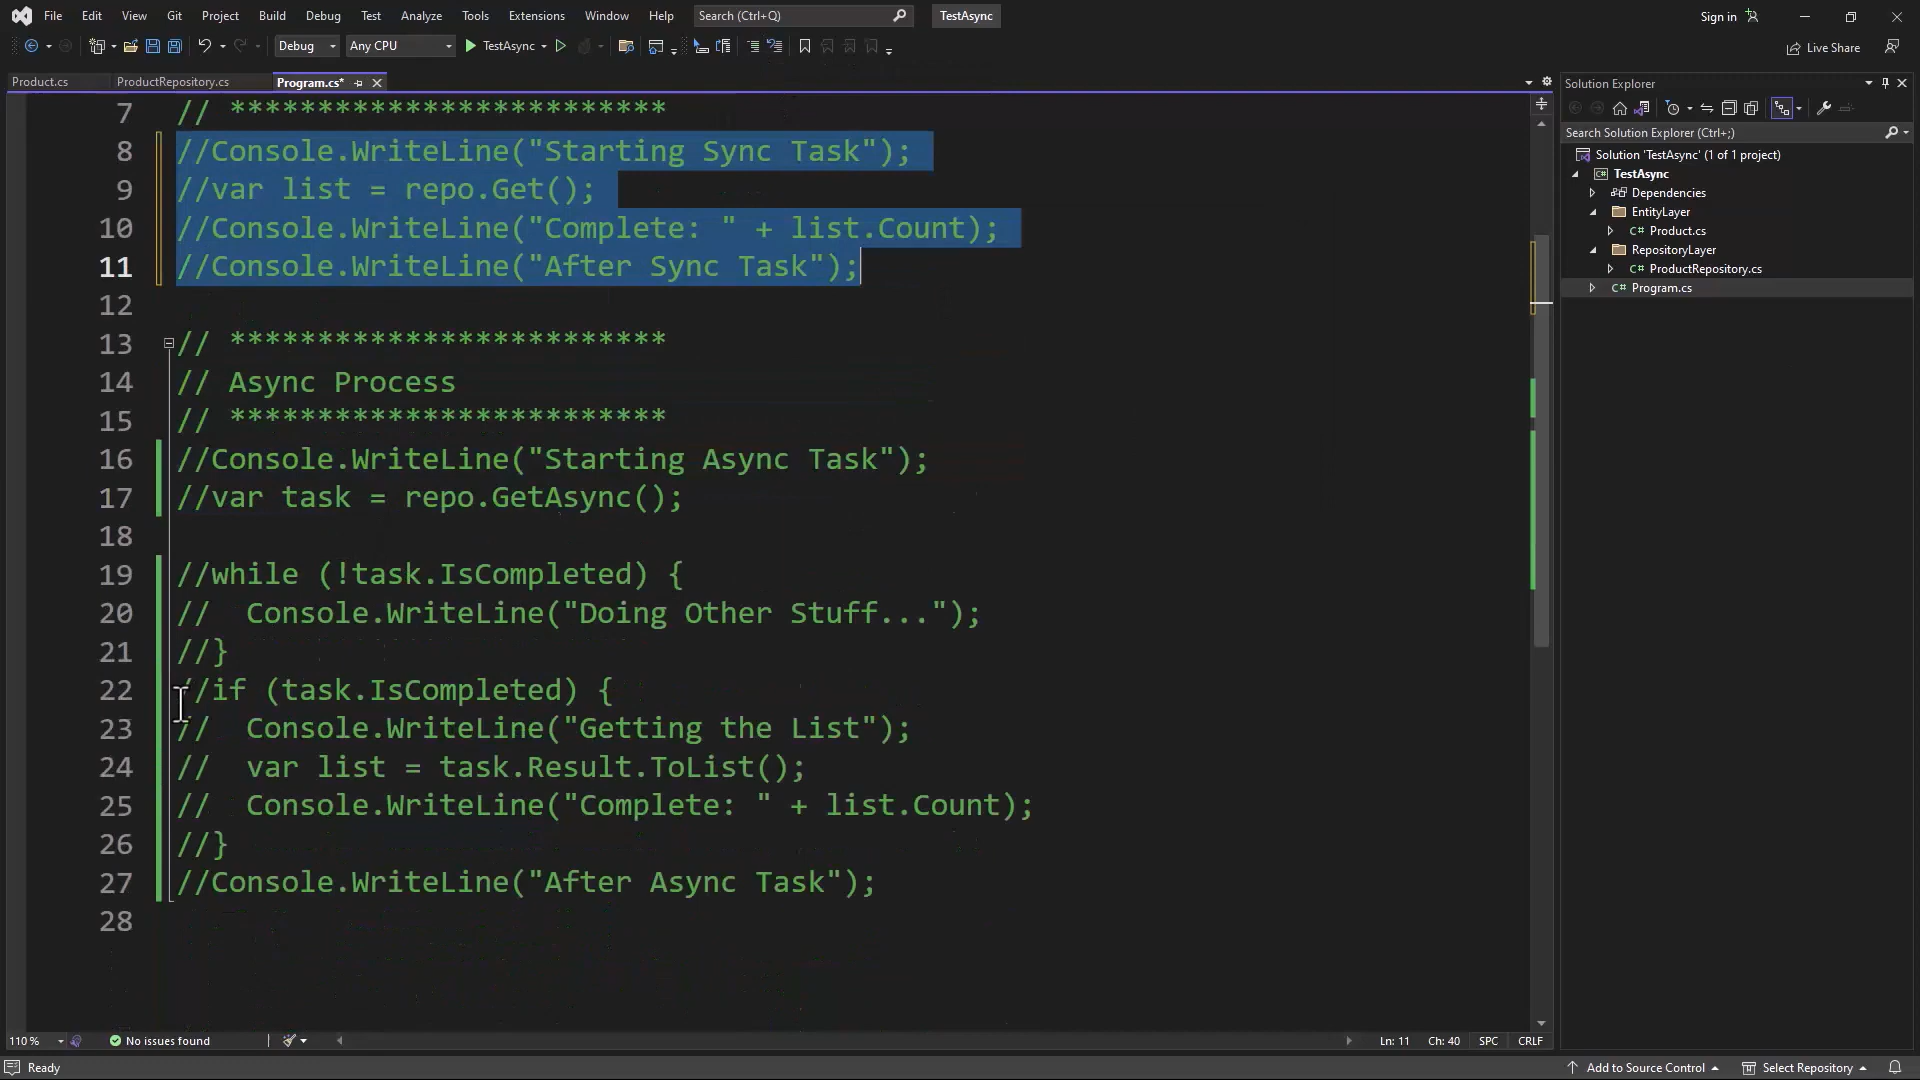 File Edit View Git Project Build Debug Test Analyze Tools Extensions Window Help Search (Ctrl+Q) TestAsync Sign in
Debug Any CPU TestAsync Live Share
Product.cs ProductRepository.cs Program.cs*
7 // *************************
8 //Console.WriteLine("Starting Sync Task");
9 //var list = repo.Get();
10 //Console.WriteLine("Complete: " + list.Count);
11 //Console.WriteLine("After Sync Task");
12
13 // *************************
14 // Async Process
15 // *************************
16 //Console.WriteLine("Starting Async Task");
17 //var task = repo.GetAsync();
18
19 //while (!task.IsCompleted) {
20 //  Console.WriteLine("Doing Other Stuff...");
21 //}
22 //if (task.IsCompleted) {
23 //  Console.WriteLine("Getting the List");
24 //  var list = task.Result.ToList();
25 //  Console.WriteLine("Complete: " + list.Count);
26 //}
27 //Console.WriteLine("After Async Task");
28
110 % No issues found Ln: 11 Ch: 40 SPC CRLF
Solution Explorer
Search Solution Explorer (Ctrl+;)
Solution 'TestAsync' (1 of 1 project)
TestAsync
Dependencies
EntityLayer
C# Product.cs
RepositoryLayer
C# ProductRepository.cs
C# Program.cs
Ready Add to Source Control Select Repository